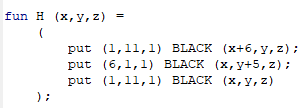 fun H (x,y,z) =
(
put (1,11,1) BLACK (x+6,y,z);
put (6,1,1) BLACK (x,y+5,z);
put (1,11,1) BLACK (x,y,z)
);